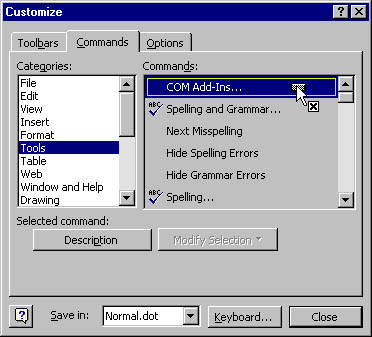 Customize
Toolbars Commands Options
Categories: Commands:
File
Edit
View
Insert
Format
Tools
Table
Web
Window and Help
Drawing
COM Add-Ins...
ABC Spelling and Grammar...
Next Misspelling
Hide Spelling Errors
Hide Grammar Errors
ABC Spelling...
Selected command:
Description Modify Selection
Save in: Normal.dot Keyboard... Close